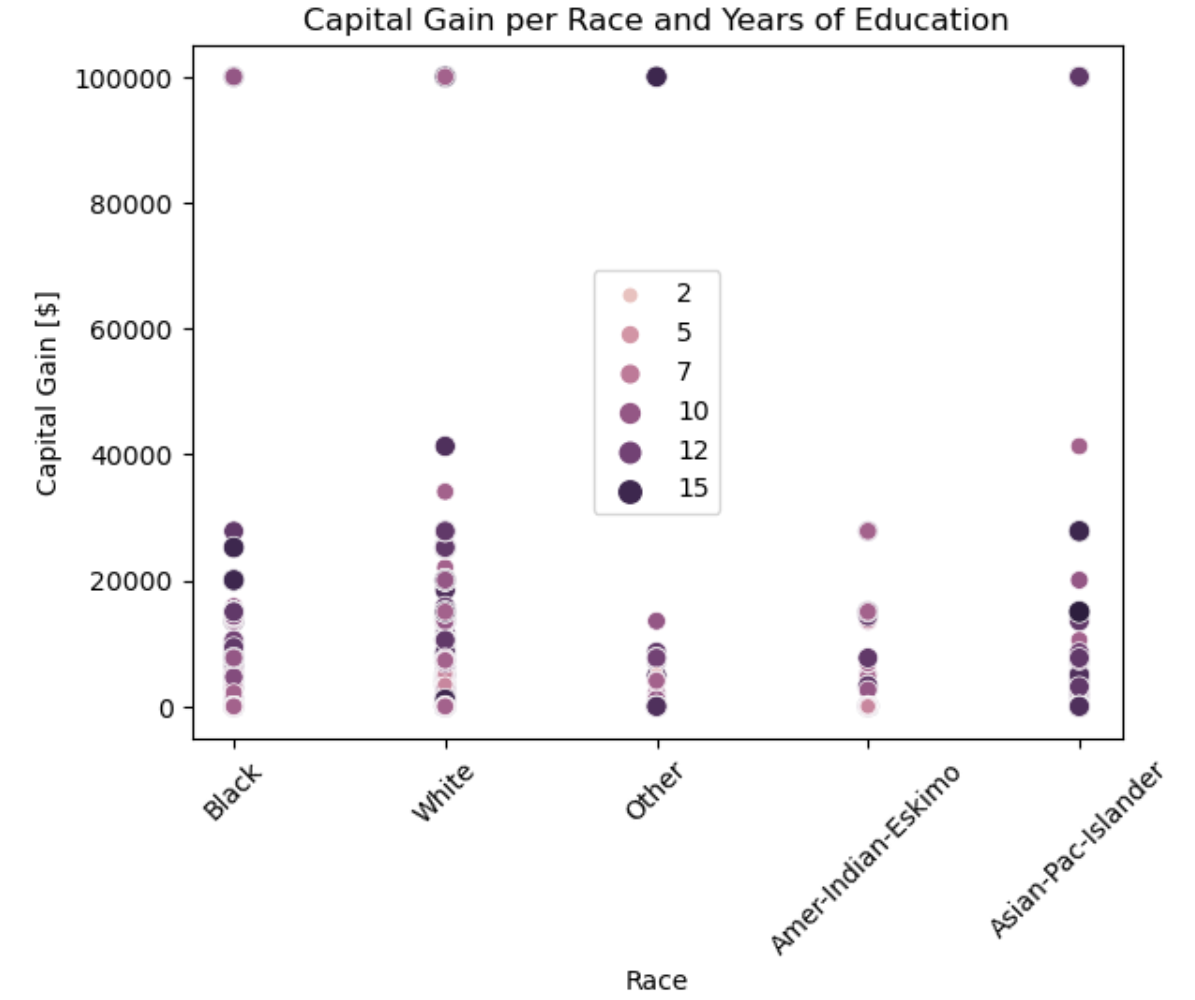 Capital Gain per Race and Years of Education
100000
80000
60000
40000
20000
0
Capital Gain [$]
2
5
7
10
12
15
Black
White
Other
Amer-Indian-Eskimo
Asian-Pac-Islander
Race